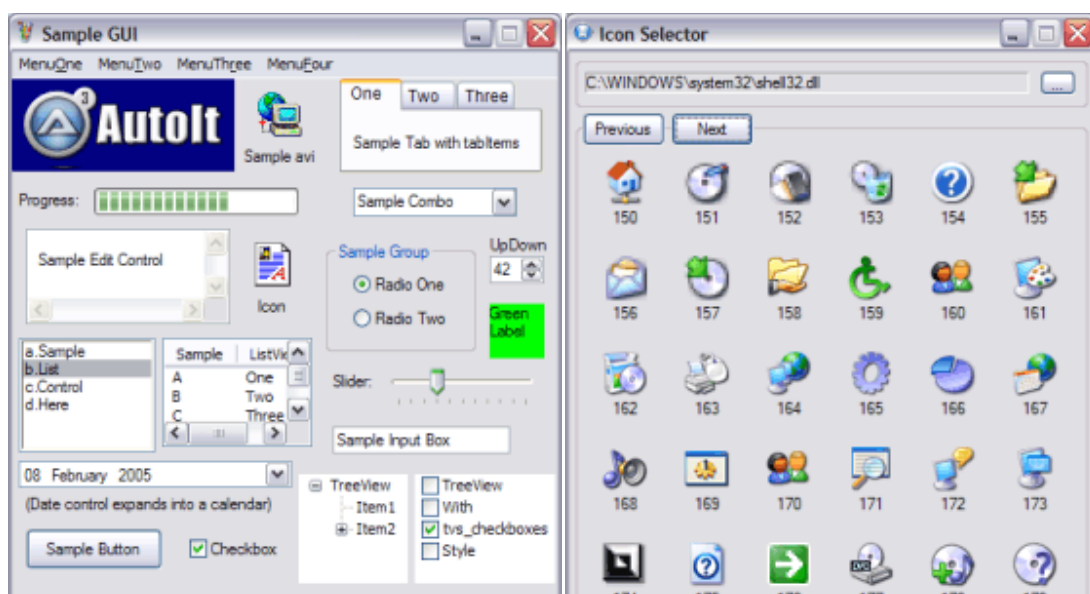 Sample GUI
MenuOne MenuTwo MenuThree MenuFour
3
AutoIt
Sample avi
One Two Three
Sample Tab with tabItems
Progress:
Sample Combo
Sample Edit Control
Icon
Sample Group
Radio One
Radio Two
UpDown
42
Green
Label
a.Sample
b.List
c.Control
d.Here
Sample ListVie
A One
B Two
C Three
Slider:
Sample Input Box
08 February 2005
(Date control expands into a calendar)
Sample Button
Checkbox
TreeView
Item1
Item2
TreeView
With
tvs_checkboxes
Style
Icon Selector
C:\WINDOWS\system32\shell32.dll
...
Previous Next
150 151 152 153 154 155
156 157 158 159 160 161
162 163 164 165 166 167
168 169 170 171 172 173